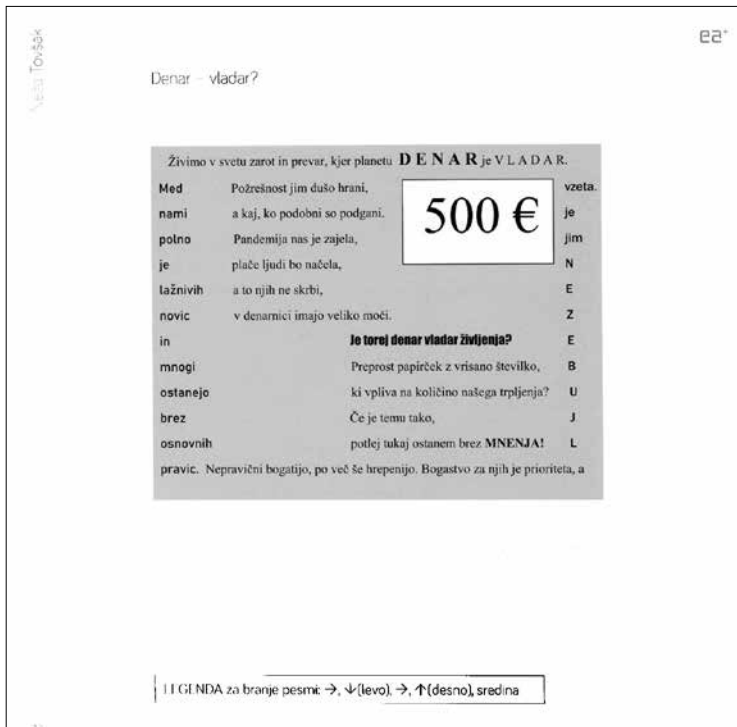 Neža Tovšak
ea+
Denar – vladar?
Živimo v svetu zarot in prevar, kjer planetu DENAR je VLADAR.
Med Požrešnost jim dušo hrani, vzeta.
nami a kaj, ko podobni so podgani. je
500 €
polno Pandemija nas je zajela, jim
je plače ljudi bo načela, N
lažnivih a to njih ne skrbi, E
novic v denarnici imajo veliko moči. Z
in Je torej denar vladar življenja? E
mnogi Preprost papirček z vrisano številko, B
ostanejo ki vpliva na količino našega trpljenja? U
brez Če je temu tako, J
osnovnih potlej tukaj ostanem brez MNENJA! L
pravic. Nepravični bogatijo, po več še hrepenijo. Bogastvo za njih je prioriteta, a
LEGENDA za branje pesmi: →, ↓(levo), →, ↑(desno), sredina